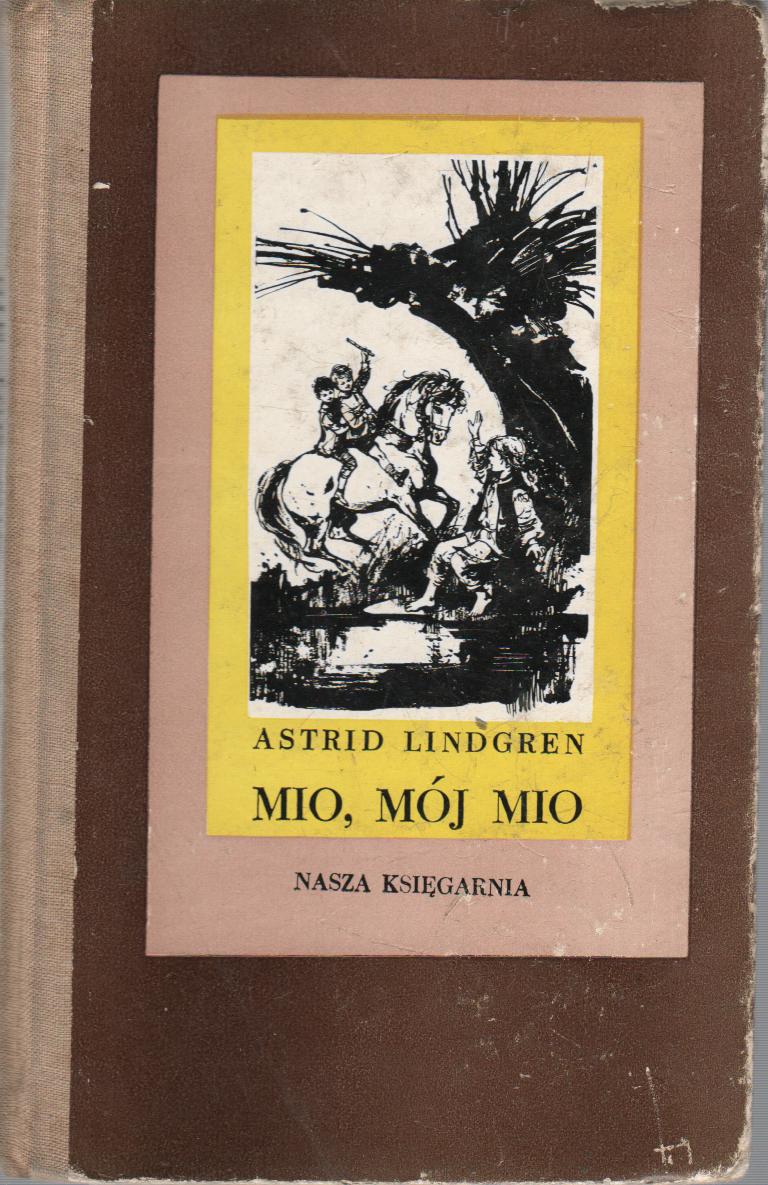 ASTRID LINDGREN
MIO, MÓJ MIO
NASZA KSIĘGARNIA